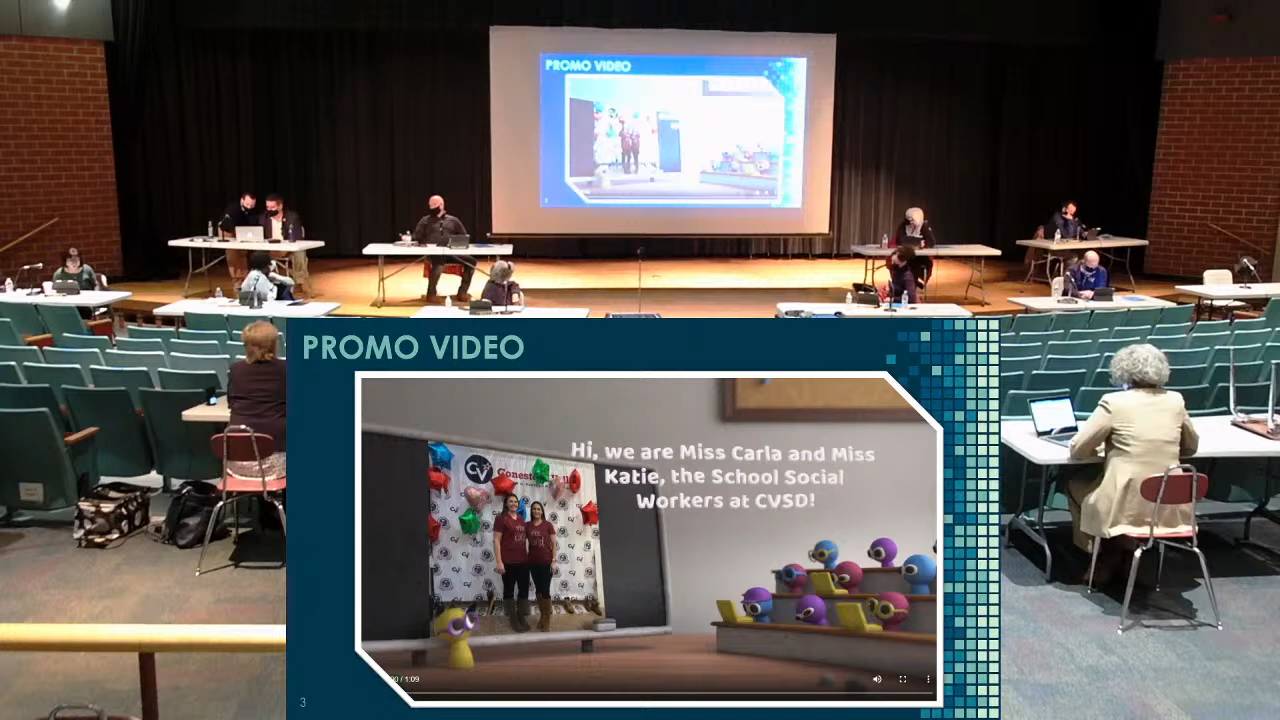 PROMO VIDEO
PROMO VIDEO
Hi, we are Miss Carla and Miss
Katie, the School Social
Workers at CVSD!
CV
1:09
3